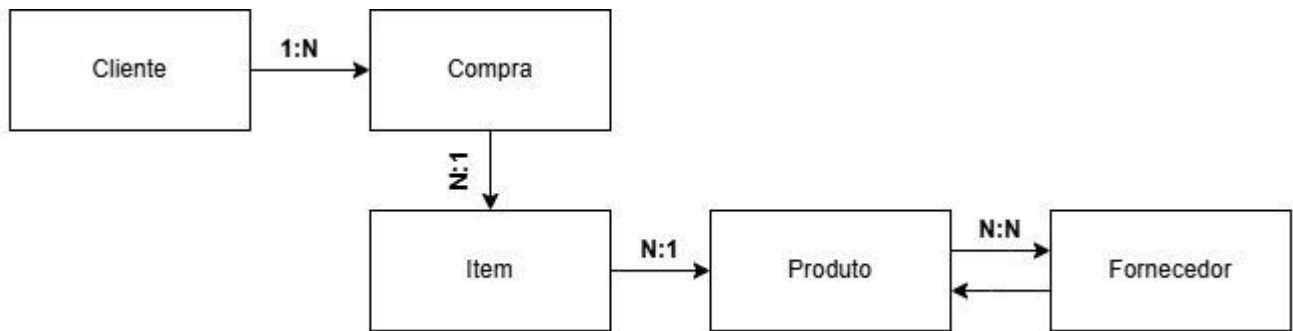 Cliente
1:N
Compra
N:1
Item
N:1
Produto
N:N
Fornecedor